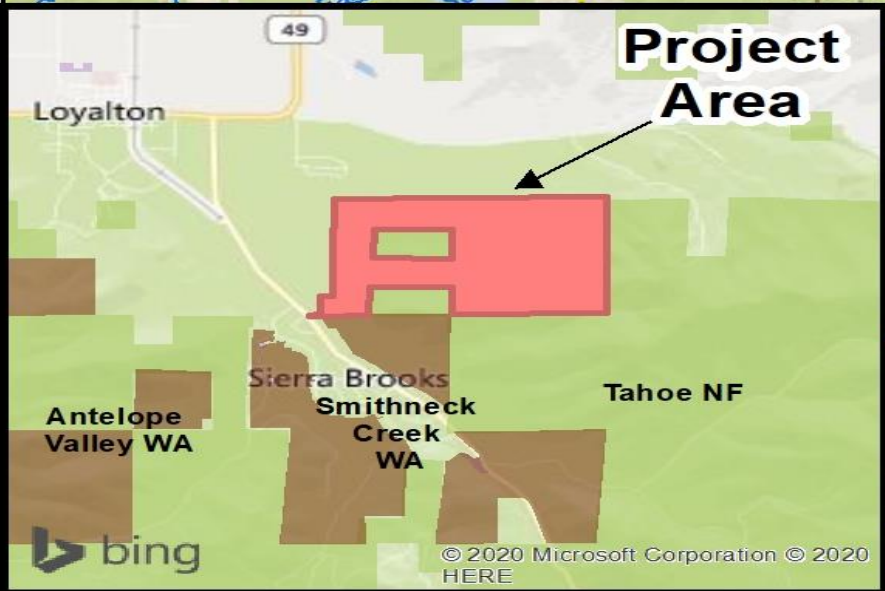 49
Project
Area
Loyalton
Sierra Brooks
Smithneck
Creek
WA
Tahoe NF
Antelope
Valley WA
bing
© 2020 Microsoft Corporation © 2020
HERE